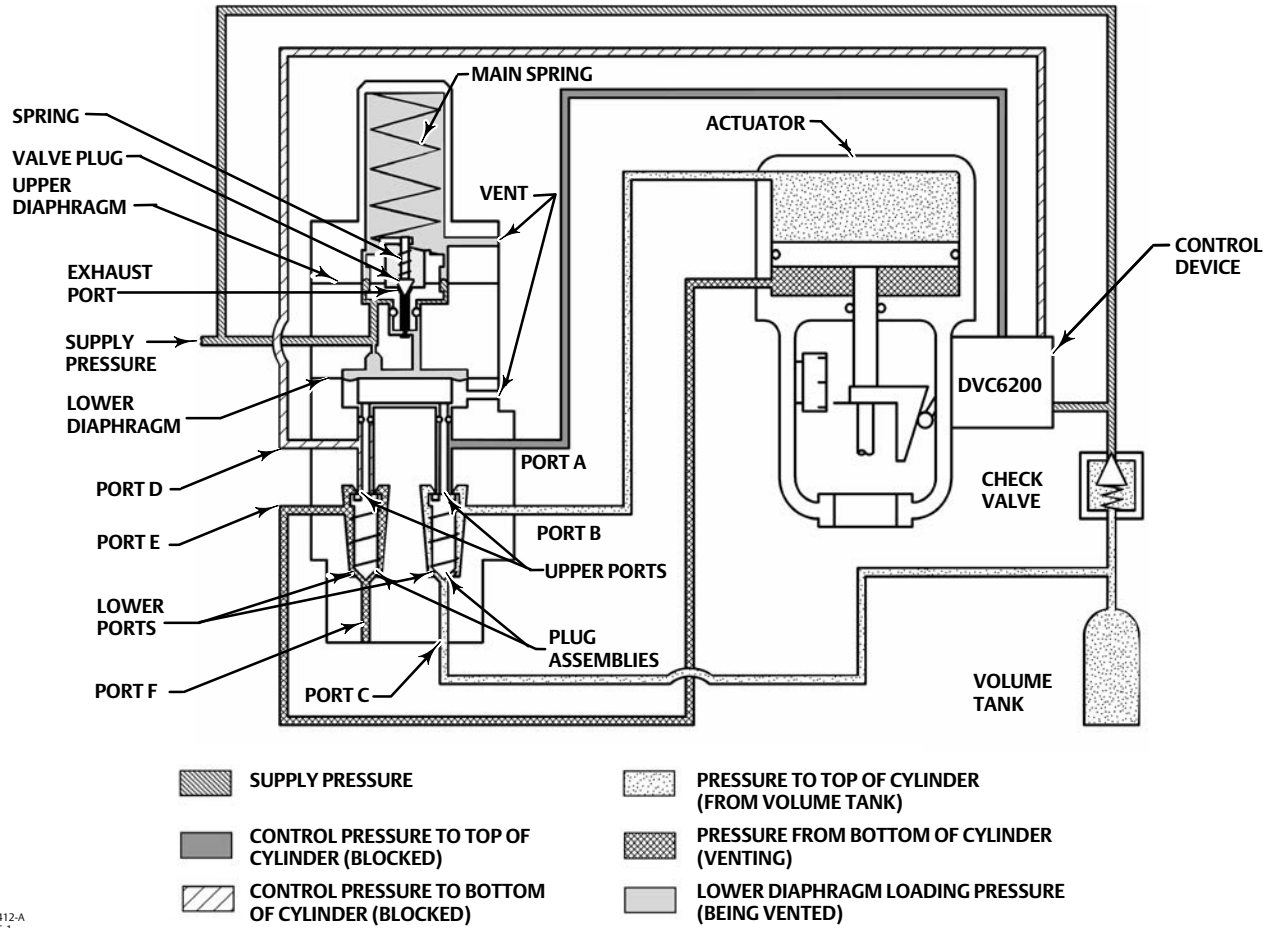 MAIN SPRING
SPRING
VALVE PLUG
UPPER
DIAPHRAGM
EXHAUST
PORT
SUPPLY
PRESSURE
LOWER
DIAPHRAGM
PORT D
PORT E
LOWER
PORTS
PORT F
VENT
ACTUATOR
CONTROL
DEVICE
DVC6200
PORT A
CHECK
VALVE
PORT B
UPPER PORTS
PLUG
ASSEMBLIES
PORT C
VOLUME
TANK
SUPPLY PRESSURE
CONTROL PRESSURE TO TOP OF
CYLINDER (BLOCKED)
CONTROL PRESSURE TO BOTTOM
OF CYLINDER (BLOCKED)
PRESSURE TO TOP OF CYLINDER
(FROM VOLUME TANK)
PRESSURE FROM BOTTOM OF CYLINDER
(VENTING)
LOWER DIAPHRAGM LOADING PRESSURE
(BEING VENTED)
412-A